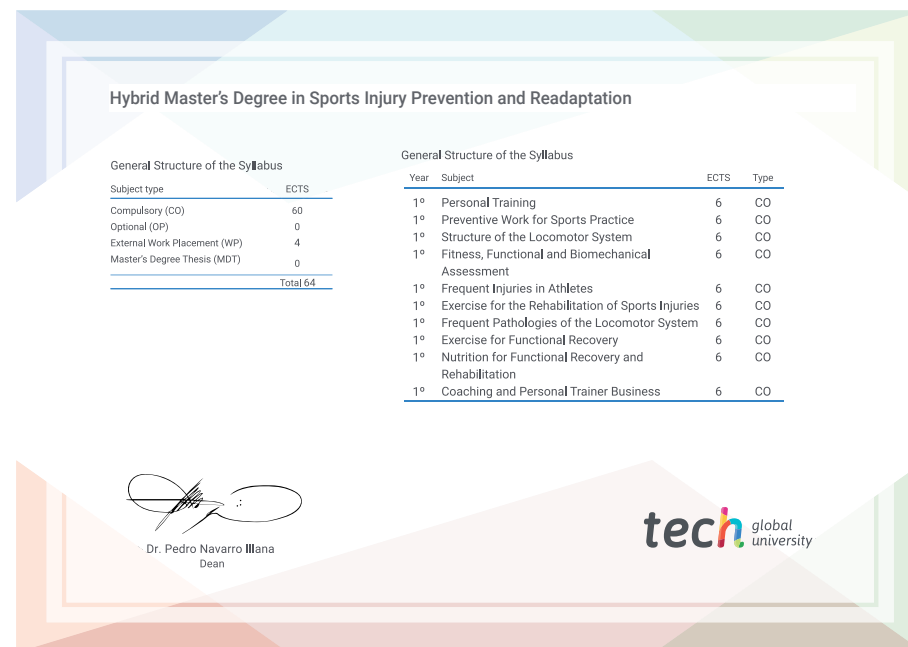 Hybrid Master's Degree in Sports Injury Prevention and Readaptation
General Structure of the Syllabus
Subject type ECTS
Compulsory (CO) 60
Optional (OP) 0
External Work Placement (WP) 4
Master's Degree Thesis (MDT) 0
Total 64
General Structure of the Syllabus
Year Subject ECTS Type
1º Personal Training 6 CO
1º Preventive Work for Sports Practice 6 CO
1º Structure of the Locomotor System 6 CO
1º Fitness, Functional and Biomechanical 6 CO
Assessment
1º Frequent Injuries in Athletes 6 CO
1º Exercise for the Rehabilitation of Sports Injuries 6 CO
1º Frequent Pathologies of the Locomotor System 6 CO
1º Exercise for Functional Recovery 6 CO
1º Nutrition for Functional Recovery and 6 CO
Rehabilitation
1º Coaching and Personal Trainer Business 6 CO
Dr. Pedro Navarro Illana
Dean
tech global
university